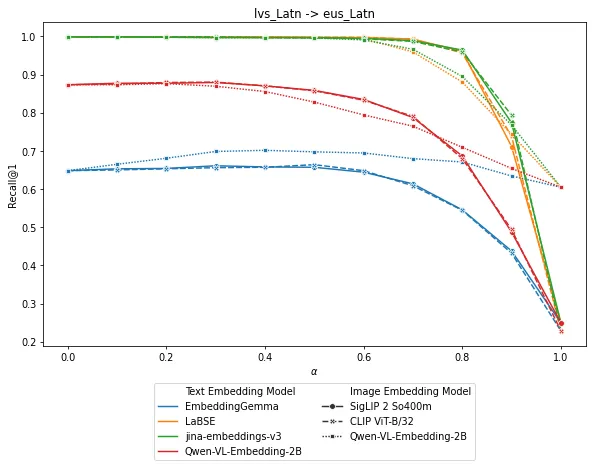 lvs_Latn -> eus_Latn
Recall@1
1.0
0.9
0.8
0.7
0.6
0.5
0.4
0.3
0.2
0.0 0.2 0.4 0.6 0.8 1.0
α
Text Embedding Model Image Embedding Model
EmbeddingGemma SigLIP 2 So400m
LaBSE CLIP ViT-B/32
jina-embeddings-v3 Qwen-VL-Embedding-2B
Qwen-VL-Embedding-2B